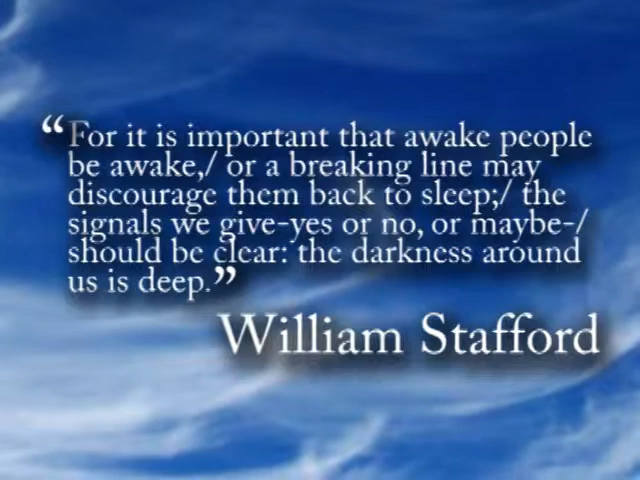 “For it is important that awake people
be awake,/ or a breaking line may
discourage them back to sleep;/ the
signals we give-yes or no, or maybe-/
should be clear: the darkness around
us is deep.”
William Stafford